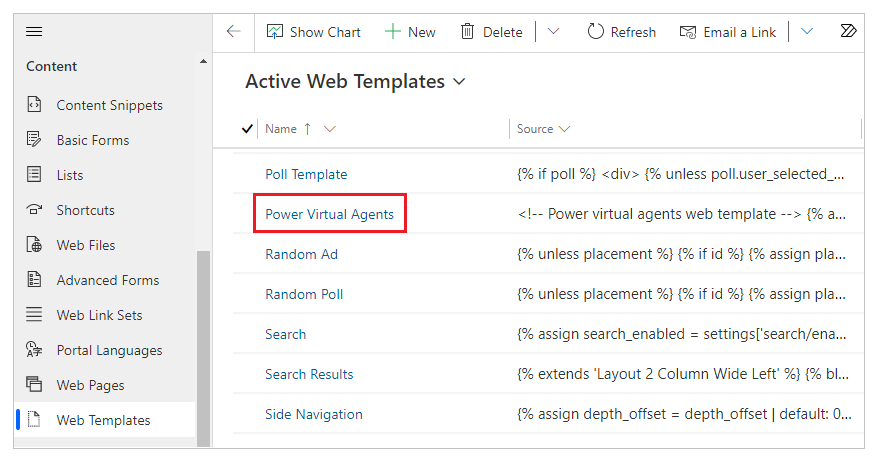 Show Chart New Delete Refresh Email a Link
Content
Content Snippets
Basic Forms
Lists
Shortcuts
Web Files
Advanced Forms
Web Link Sets
Portal Languages
Web Pages
Web Templates
Active Web Templates
Name Source
Poll Template {% if poll %} <div> {% unless poll.user_selected_...
Power Virtual Agents <!-- Power virtual agents web template --> {% a...
Random Ad {% unless placement %} {% if id %} {% assign pla...
Random Poll {% unless placement %} {% if id %} {% assign pla...
Search {% assign search_enabled = settings['search/ena...
Search Results {% extends 'Layout 2 Column Wide Left' %} {% bl...
Side Navigation {% assign depth_offset = depth_offset | default: 0...